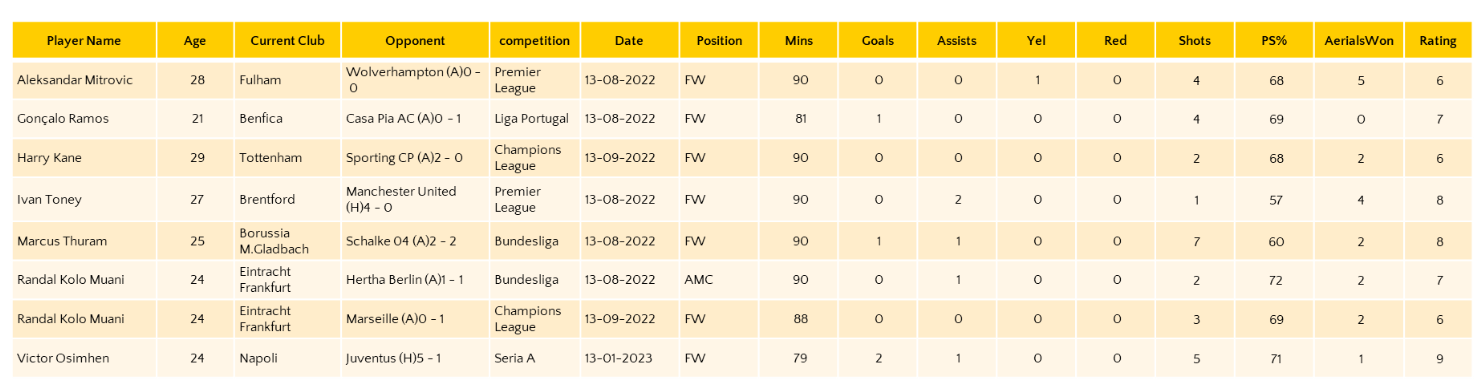 Player Name Age Current Club Opponent competition Date Position Mins Goals Assists Yel Red Shots PS% AerialsWon Rating
Aleksandar Mitrovic 28 Fulham Wolverhampton (A)0 - 0 Premier League 13-08-2022 FW 90 0 0 1 0 4 68 5 6
Gonçalo Ramos 21 Benfica Casa Pia AC (A)0 - 1 Liga Portugal 13-08-2022 FW 81 1 0 0 0 4 69 0 7
Harry Kane 29 Tottenham Sporting CP (A)2 - 0 Champions League 13-09-2022 FW 90 0 0 0 0 2 68 2 6
Ivan Toney 27 Brentford Manchester United (H)4 - 0 Premier League 13-08-2022 FW 90 0 2 0 0 1 57 4 8
Marcus Thuram 25 Borussia M.Gladbach Schalke 04 (A)2 - 2 Bundesliga 13-08-2022 FW 90 1 1 0 0 7 60 2 8
Randal Kolo Muani 24 Eintracht Frankfurt Hertha Berlin (A)1 - 1 Bundesliga 13-08-2022 AMC 90 0 1 0 0 2 72 2 7
Randal Kolo Muani 24 Eintracht Frankfurt Marseille (A)0 - 1 Champions League 13-09-2022 FW 88 0 0 0 0 3 69 2 6
Victor Osimhen 24 Napoli Juventus (H)5 - 1 Seria A 13-01-2023 FW 79 2 1 0 0 5 71 1 9